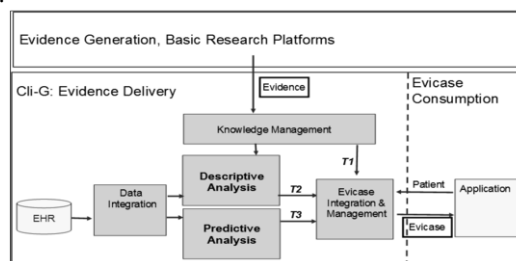 Evidence Generation, Basic Research Platforms
Evidence
Cli-G: Evidence Delivery
Evicase
Consumption
Knowledge Management
T1
Descriptive
Analysis
T2
Data
Integration
EHR
Predictive
Analysis
T3
Evicase
Integration &
Management
Patient
Application
Evicase